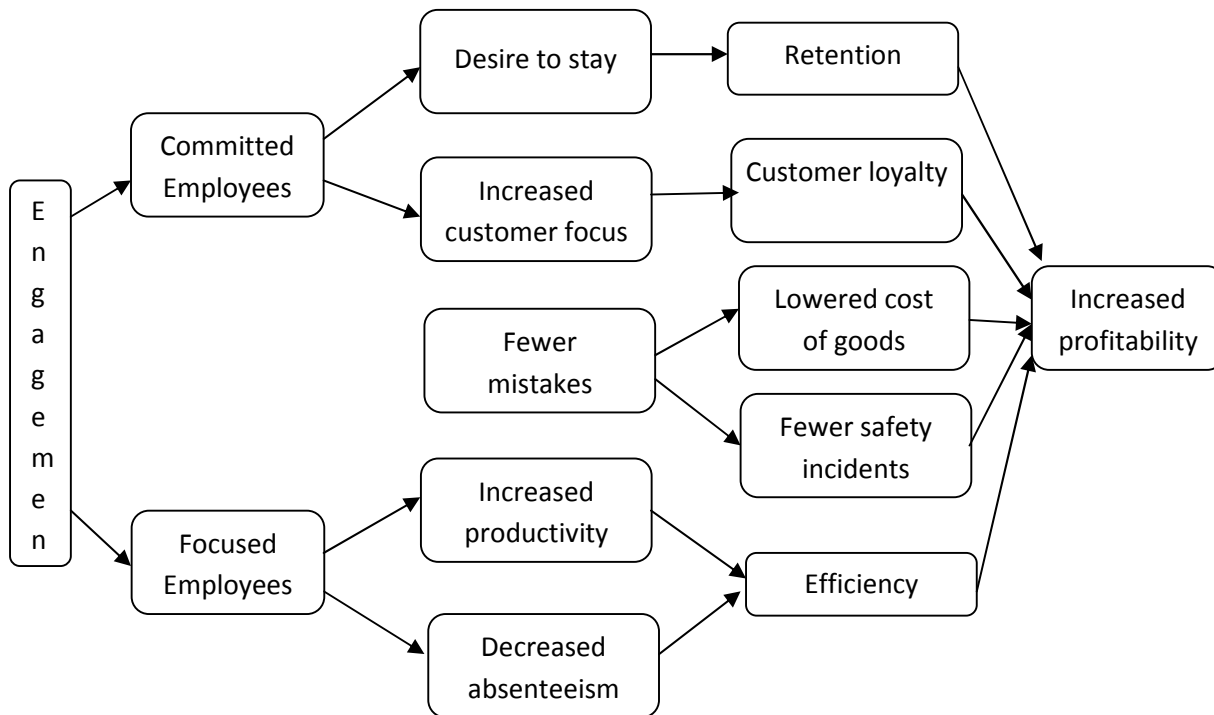 Engagemen
Committed
Employees
Focused
Employees
Desire to stay
Increased
customer focus
Fewer
mistakes
Increased
productivity
Decreased
absenteeism
Retention
Customer loyalty
Lowered cost
of goods
Fewer safety
incidents
Efficiency
Increased
profitability